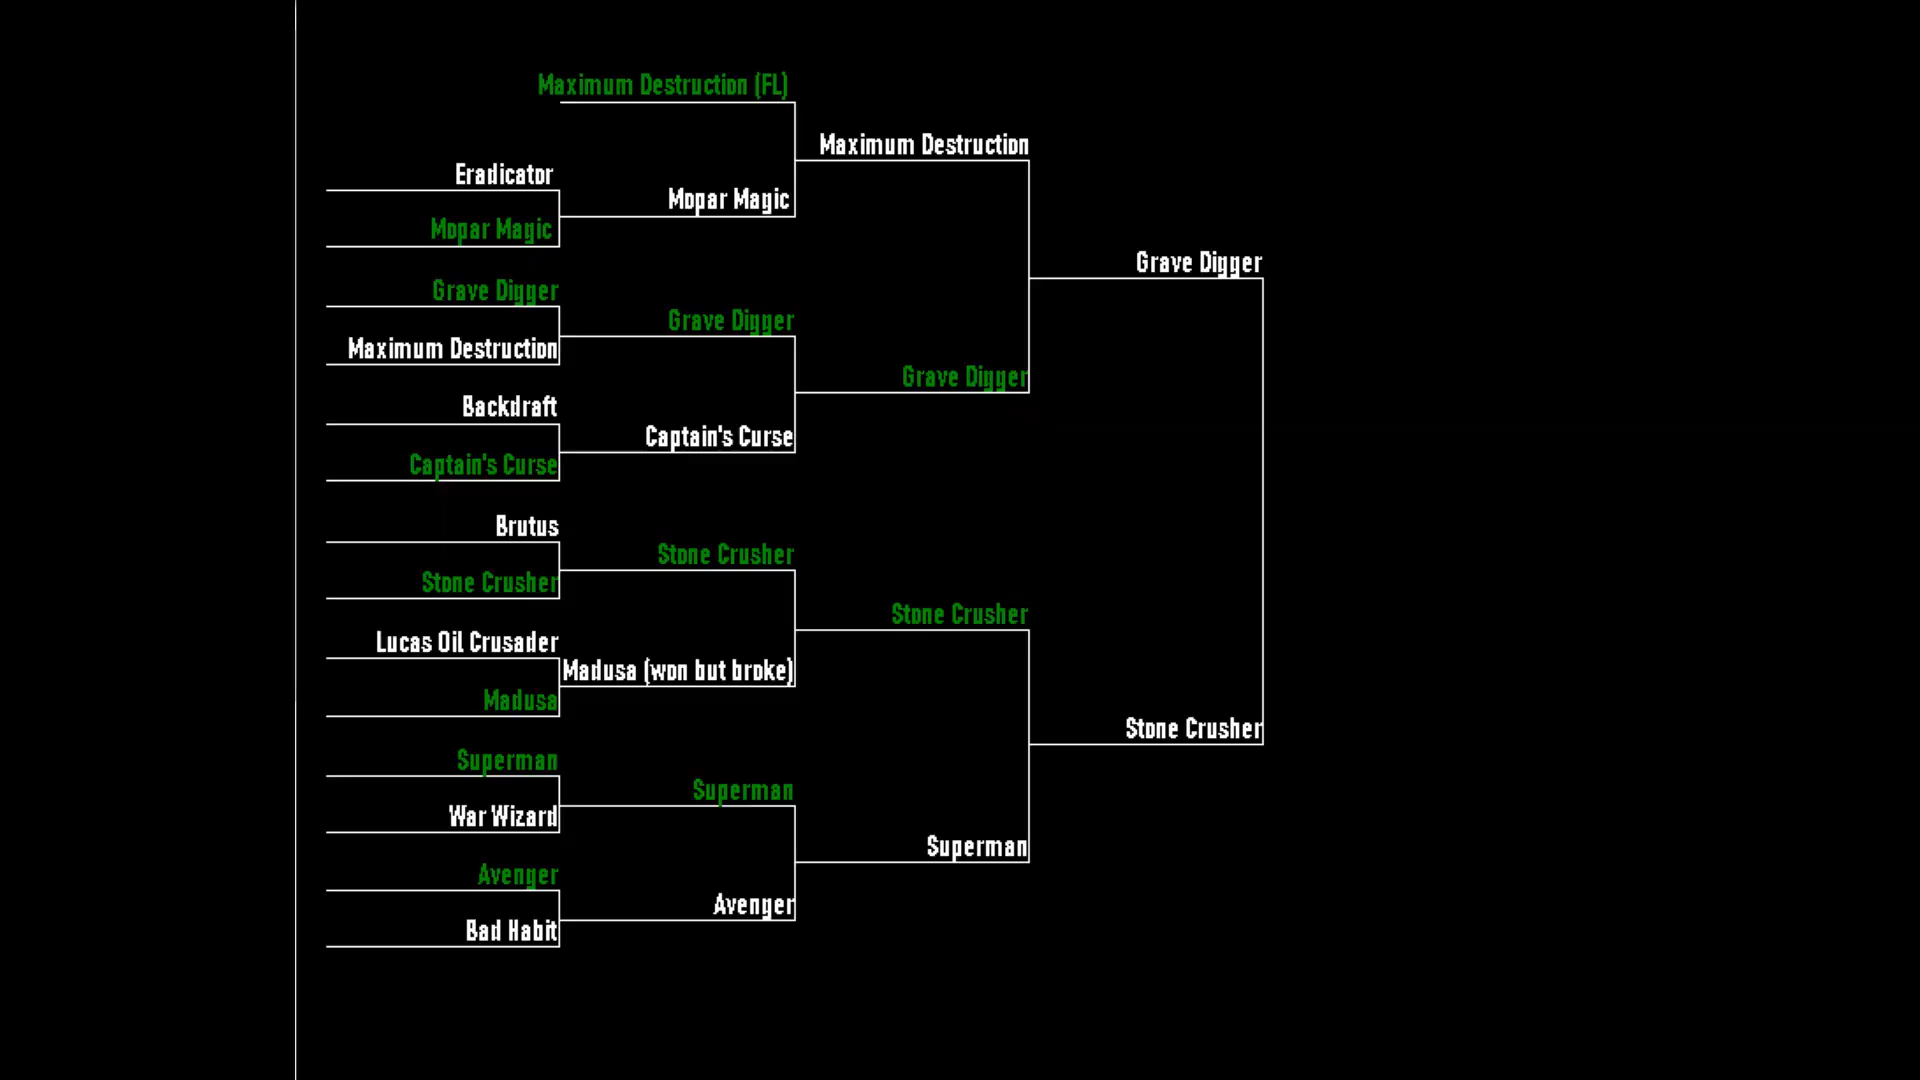 Maximum Destruction (FL)
Maximum Destruction
Eradicator
Mopar Magic
Mopar Magic
Grave Digger
Grave Digger
Grave Digger
Maximum Destruction
Grave Digger
Backdraft
Captain's Curse
Captain's Curse
Brutus
Stone Crusher
Stone Crusher
Stone Crusher
Lucas Oil Crusader
Madusa (won but broke)
Madusa
Stone Crusher
Superman
Superman
War Wizard
Superman
Avenger
Avenger
Bad Habit